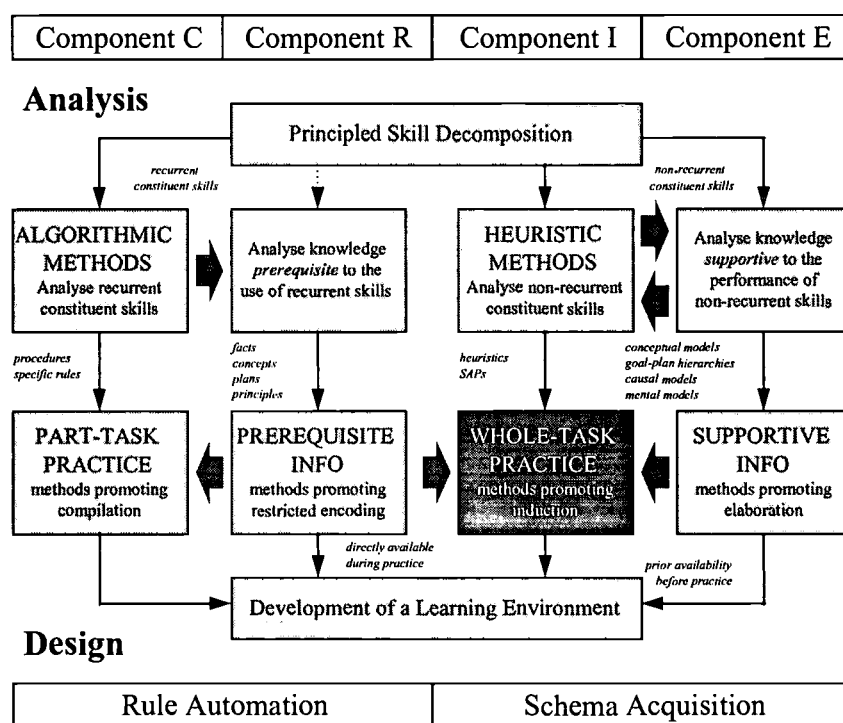 Component C
Component R
Component I
Component E
Analysis
Principled Skill Decomposition
recurrent
constituent skills
non-recurrent
constituent skills
ALGORITHMIC
METHODS
Analyse recurrent
constituent skills
Analyse knowledge
prerequisite to the
use of recurrent skills
HEURISTIC
METHODS
Analyse non-recurrent
constituent skills
Analyse knowledge
supportive to the
performance of
non-recurrent skills
procedures
specific rules
facts
concepts
plans
principles
heuristics
SAPs
conceptual models
goal-plan hierarchies
causal models
mental models
PART-TASK
PRACTICE
methods promoting
compilation
PREREQUISITE
INFO
methods promoting
restricted encoding
WHOLE-TASK
PRACTICE
methods promoting
induction
SUPPORTIVE
INFO
methods promoting
elaboration
directly available
during practice
prior availability
before practice
Development of a Learning Environment
Design
Rule Automation
Schema Acquisition